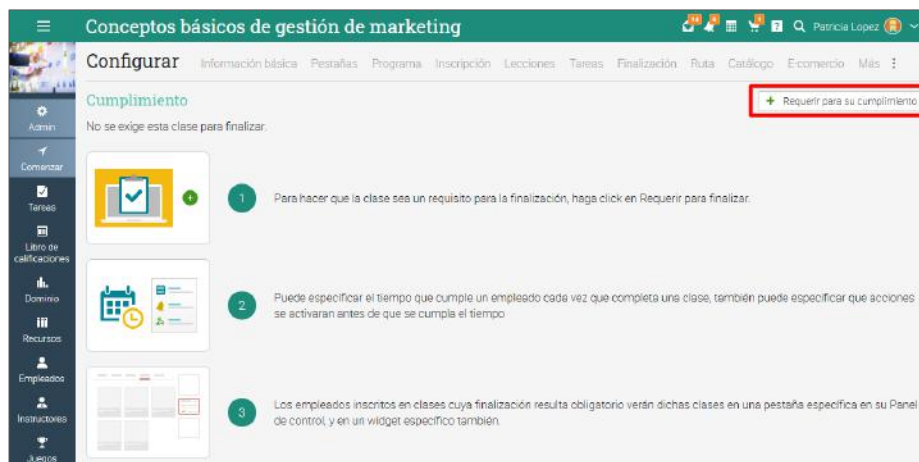 Conceptos básicos de gestión de marketing
Patricia Lopez
Configurar
Información básica Pestañas Programa Inscripción Lecciones Tareas Finalización Ruta Catálogo E-comercio Más
Cumplimiento
+ Requerir para su cumplimiento
No se exige esta clase para finalizar.
Admin
Comenzar
Tareas
Libro de
calificaciones
Dominio
Recursos
Empleados
Instructores
Juegos
1
Para hacer que la clase sea un requisito para la finalización, haga click en Requerir para finalizar.
2
Puede especificar el tiempo que cumple un empleado cada vez que completa una clase, también puede especificar que acciones
se activaran antes de que se cumpla el tiempo
3
Los empleados inscritos en clases cuya finalización resulta obligatorio verán dichas clases en una pestaña específica en su Panel
de control, y en un widget específico también.